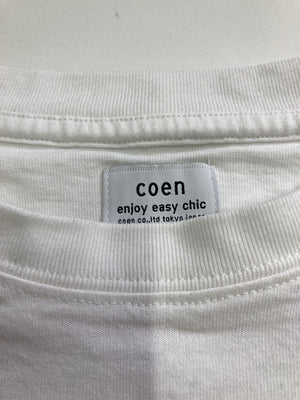 coen
enjoy easy chic
coen co.,ltd tokyo japan